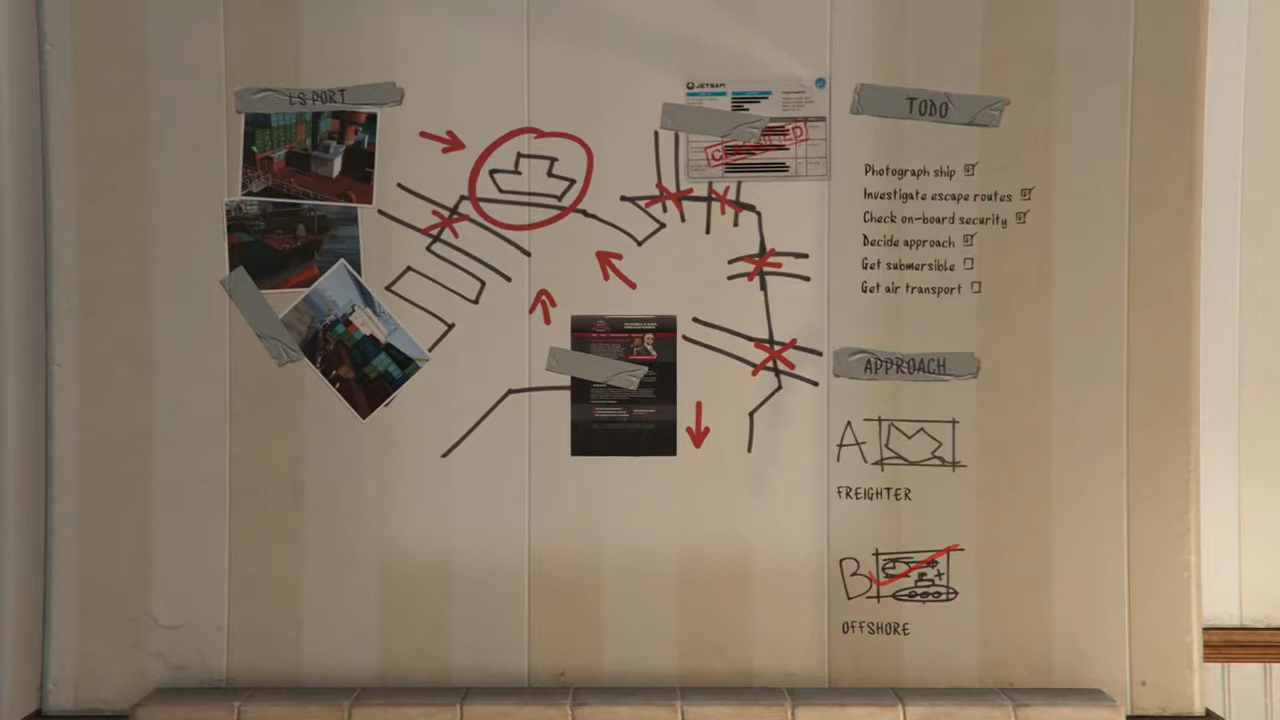 LS PORT
JETSAM
CLASSIFIED
TODO
Photograph ship
Investigate escape routes
Check on-board security
Decide approach
Get submersible
Get air transport
APPROACH
A
FREIGHTER
B
OFFSHORE